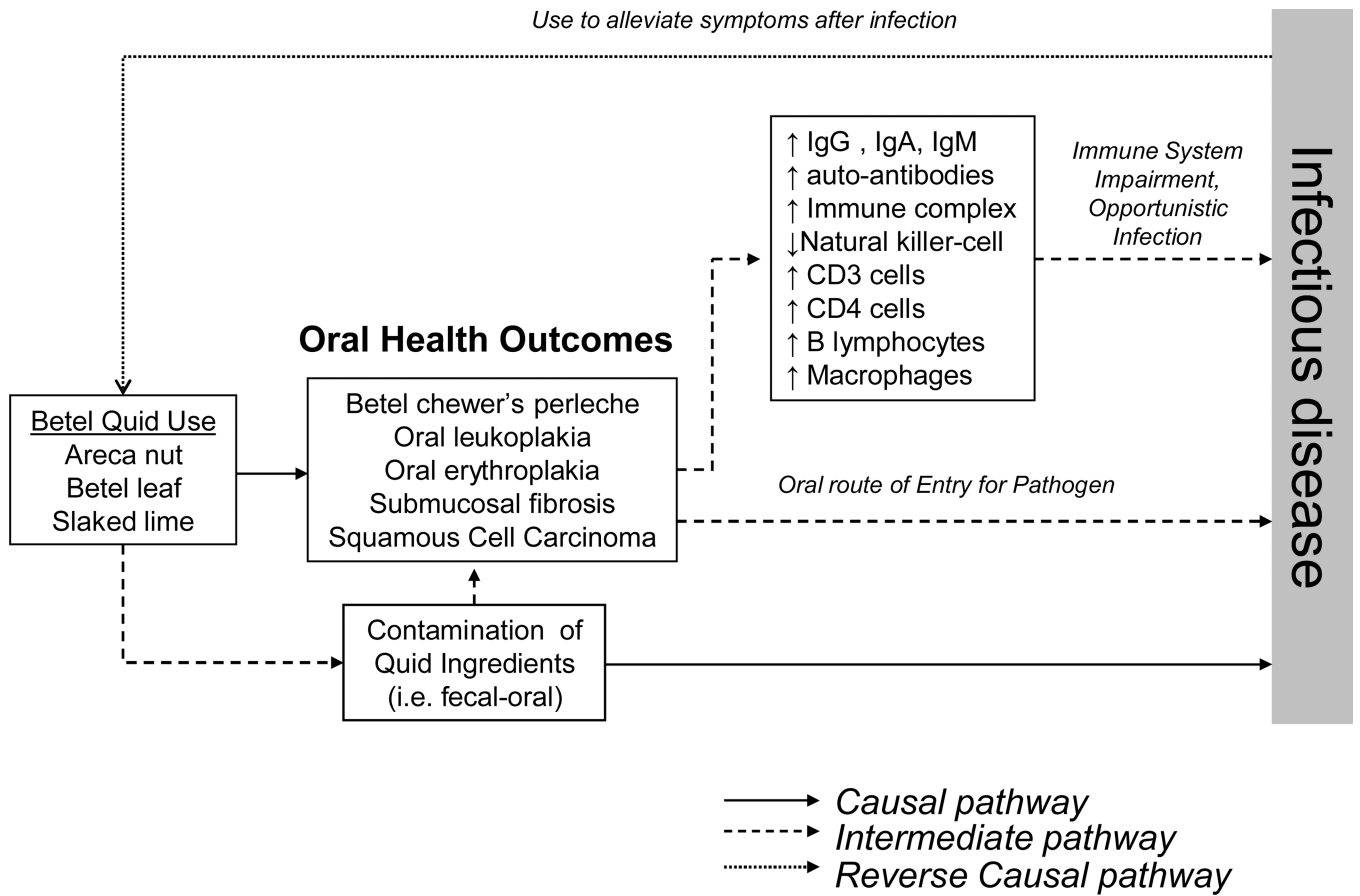 Use to alleviate symptoms after infection
↑ IgG , IgA, IgM
↑ auto-antibodies
↑ Immune complex
↓Natural killer-cell
↑ CD3 cells
↑ CD4 cells
↑ B lymphocytes
↑ Macrophages
Immune System
Impairment,
Opportunistic
Infection
Infectious disease
Oral Health Outcomes
Betel Quid Use
Areca nut
Betel leaf
Slaked lime
Betel chewer’s perleche
Oral leukoplakia
Oral erythroplakia
Submucosal fibrosis
Squamous Cell Carcinoma
Oral route of Entry for Pathogen
Contamination of
Quid Ingredients
(i.e. fecal-oral)
Causal pathway
Intermediate pathway
Reverse Causal pathway